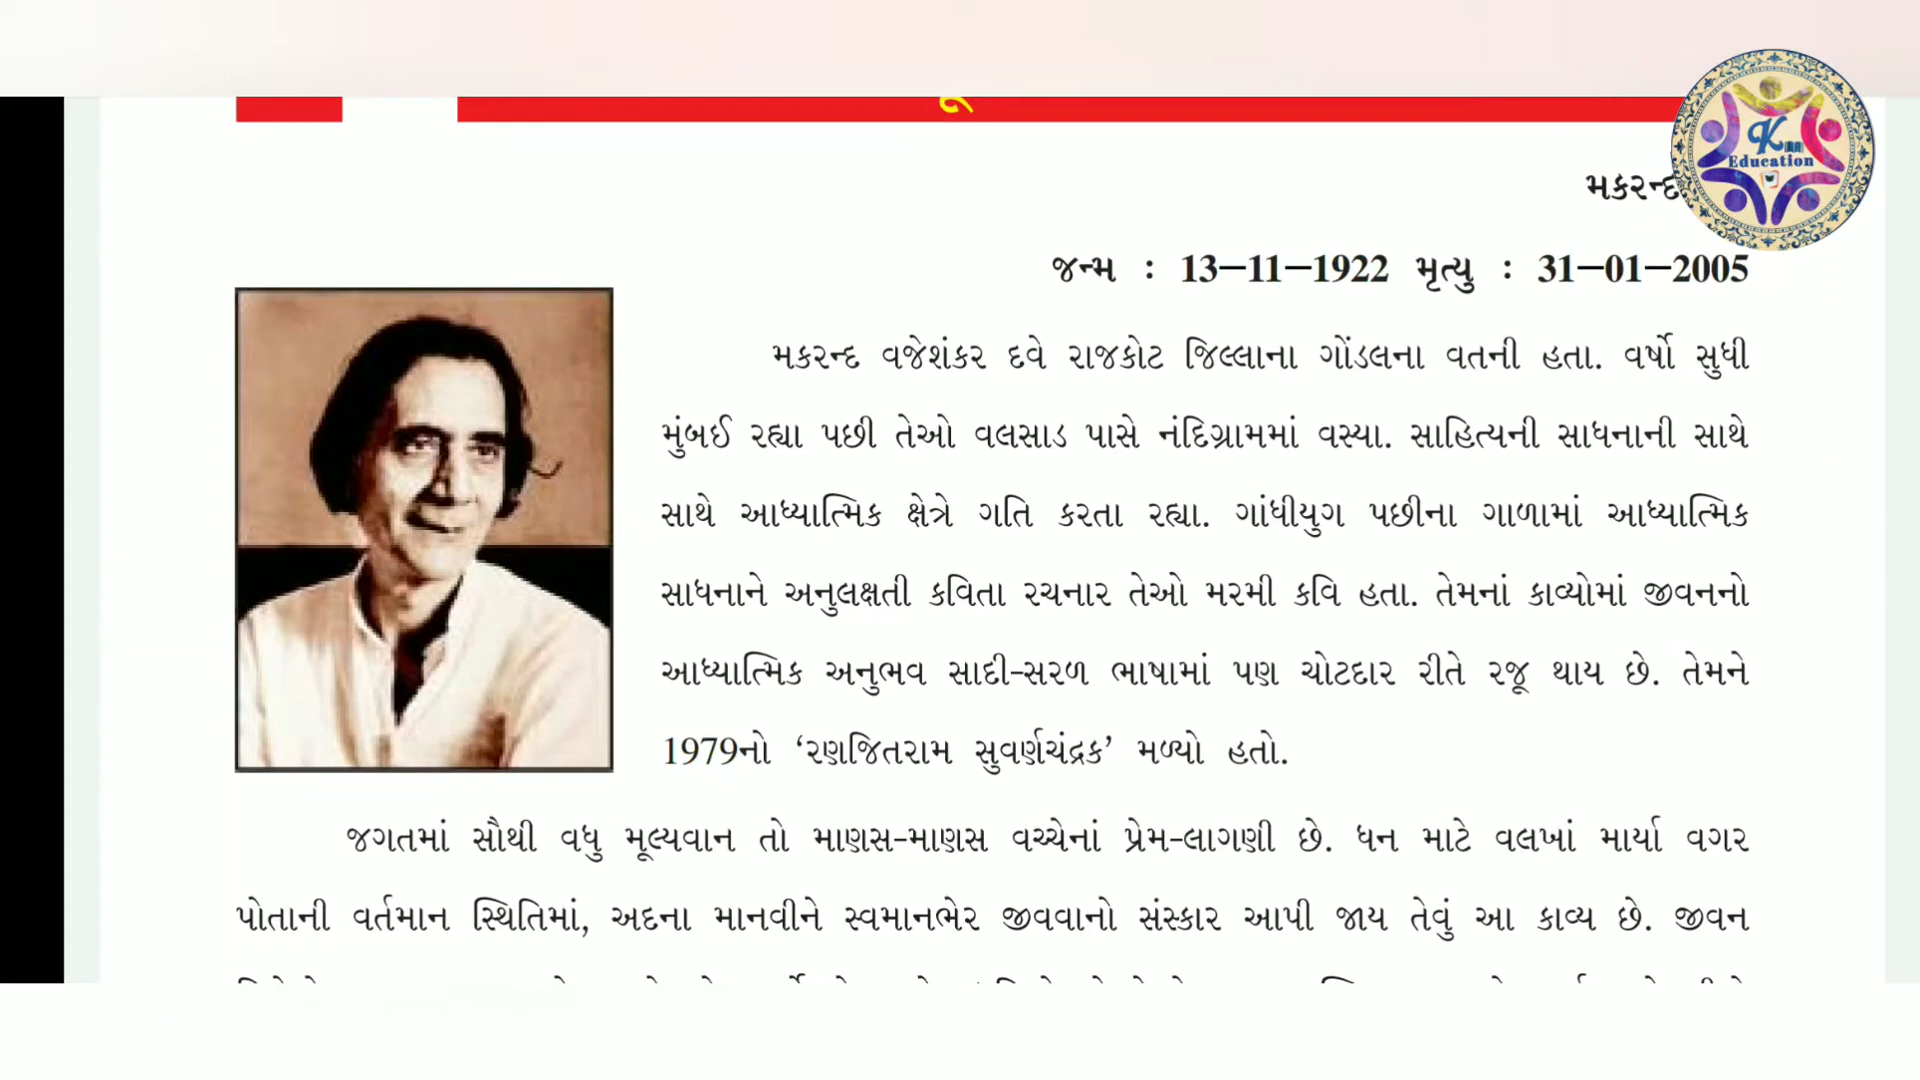 K
Education
મકરન્દ
જન્મ : 13–11–1922 મૃત્યુ : 31–01–2005
મકરન્દ વજેશંકર દવે રાજકોટ જિલ્લાના ગોંડલના વતની હતા. વર્ષો સુધી
મુંબઈ રહ્યા પછી તેઓ વલસાડ પાસે નંદિગ્રામમાં વસ્યા. સાહિત્યની સાધનાની સાથે
સાથે આધ્યાત્મિક ક્ષેત્રે ગતિ કરતા રહ્યા. ગાંધીયુગ પછીના ગાળામાં આધ્યાત્મિક
સાધનાને અનુલક્ષતી કવિતા રચનાર તેઓ મરમી કવિ હતા. તેમનાં કાવ્યોમાં જીવનનો
આધ્યાત્મિક અનુભવ સાદી-સરળ ભાષામાં પણ ચોટદાર રીતે રજૂ થાય છે. તેમને
1979નો ‘રણજિતરામ સુવર્ણચંદ્રક’ મળ્યો હતો.
જગતમાં સૌથી વધુ મૂલ્યવાન તો માણસ-માણસ વચ્ચેનાં પ્રેમ-લાગણી છે. ધન માટે વલખાં માર્યા વગર
પોતાની વર્તમાન સ્થિતિમાં, અદના માનવીને સ્વમાનભેર જીવવાનો સંસ્કાર આપી જાય તેવું આ કાવ્ય છે. જીવન